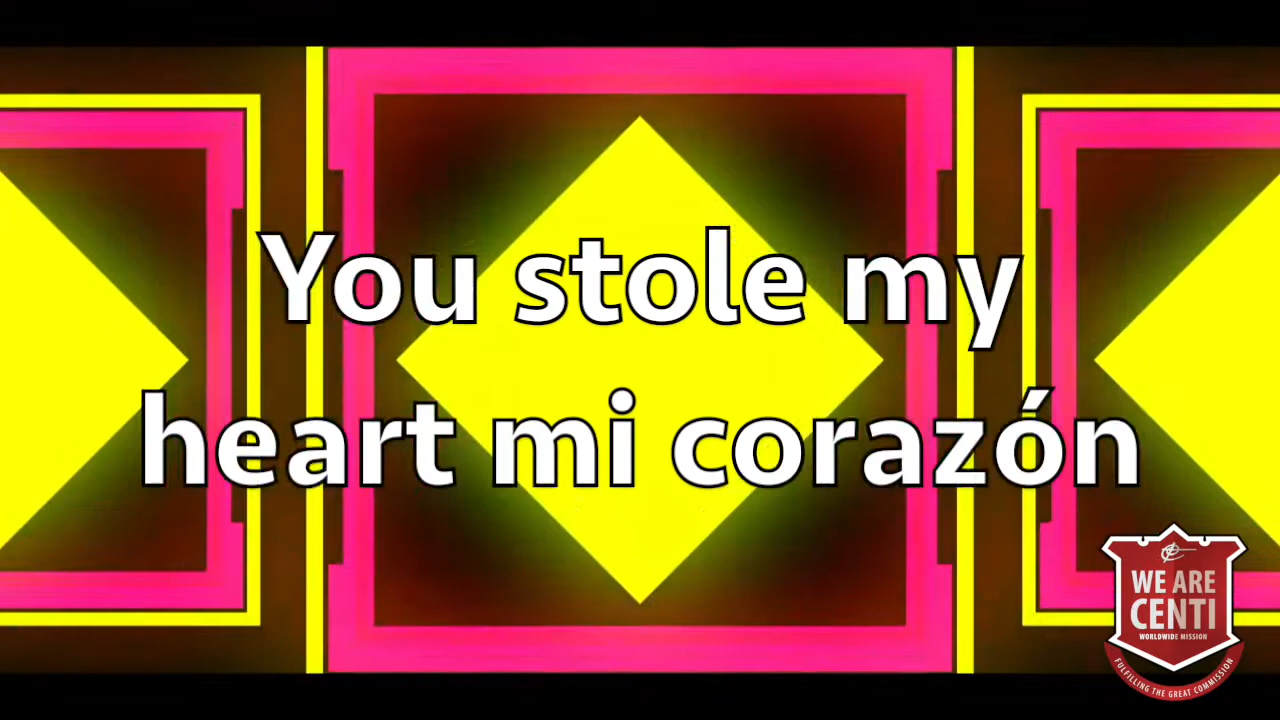 You stole my
heart mi corazón
WE ARE
CENTI
WORLDWIDE MISSION
FULFILLING THE GREAT COMMISSION